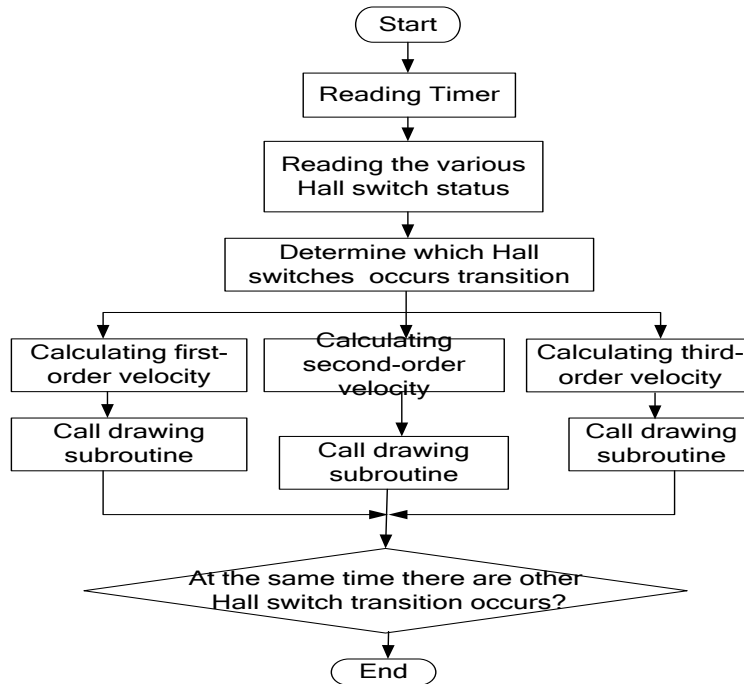 Start
Reading Timer
Reading the various
Hall switch status
Determine which Hall
switches occurs transition
Calculating first-
order velocity
Calculating
second-order
velocity
Calculating third-
order velocity
Call drawing
subroutine
Call drawing
subroutine
Call drawing
subroutine
At the same time there are other
Hall switch transition occurs?
End